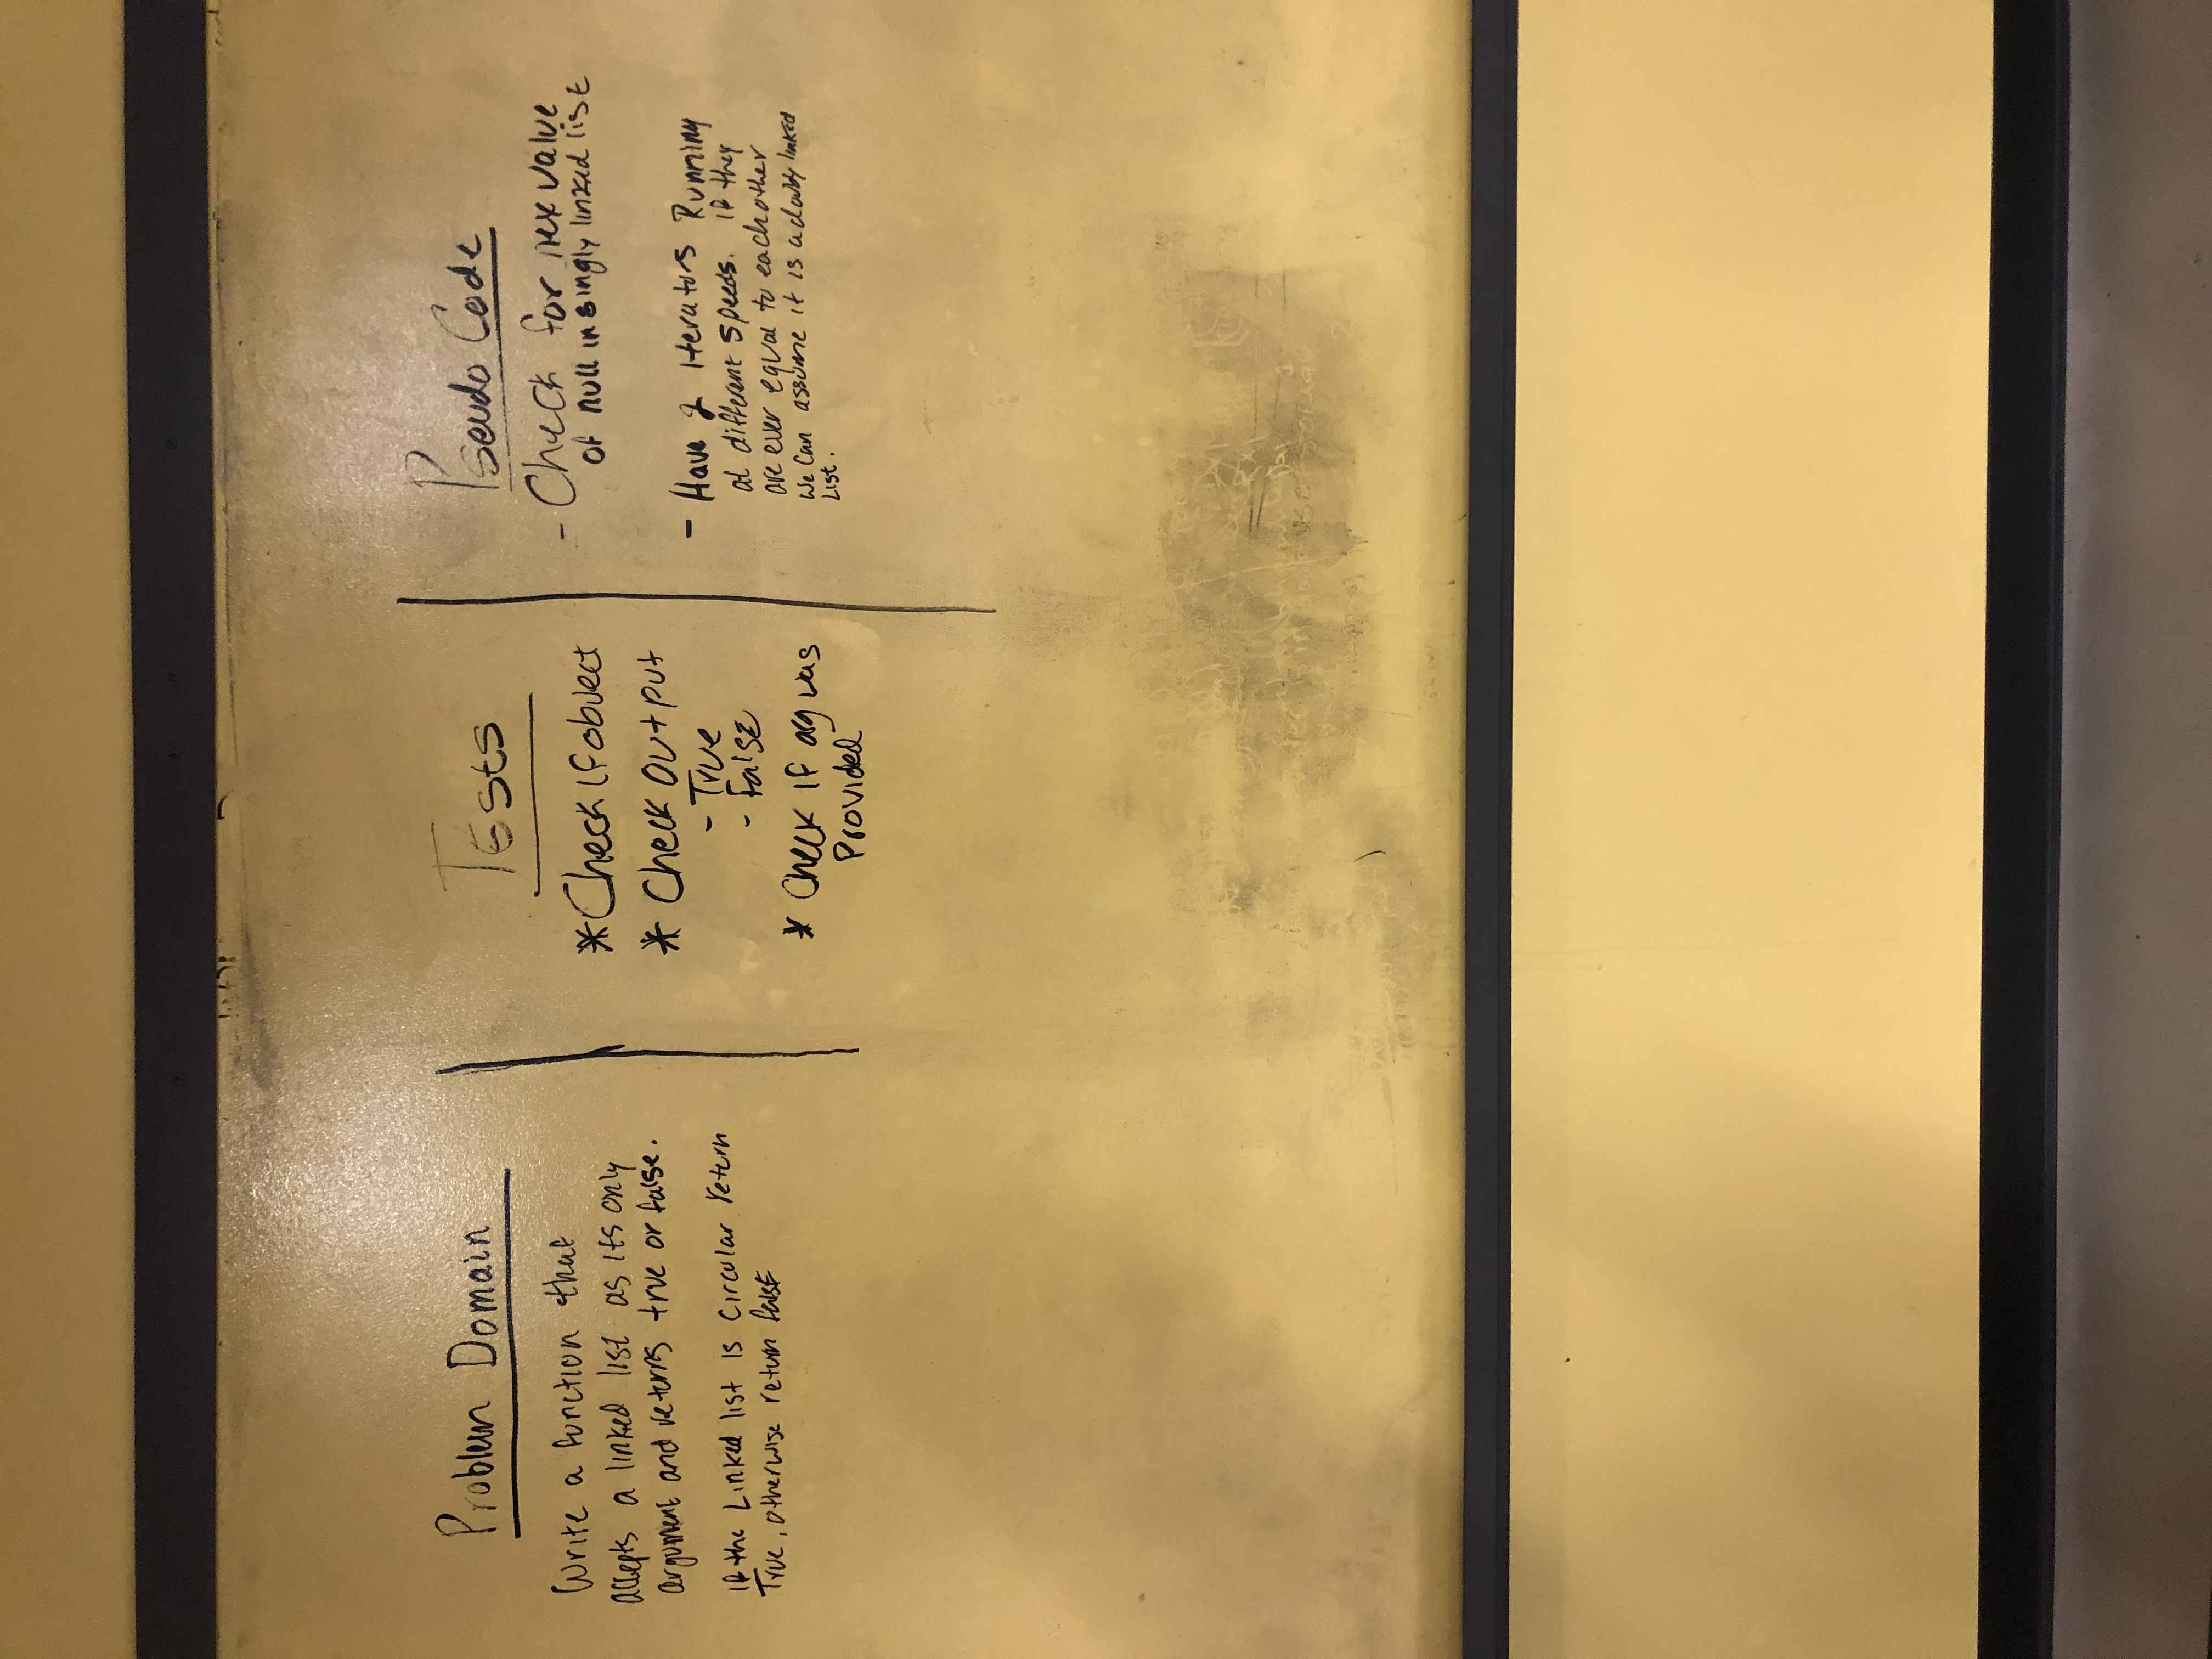 Problem Domain
Write a function that
accepts a linked list as its only
argument and returns true or false.
if the Linked list is Circular return
True, otherwise return false
Tests
* Check if object
* Check Output
- True
- False
* Check if arg was
Provided
Pseudo Code
- Check for nex value
of null in singly linked list
- Have 2 iterators Running
at different speeds. If they
are ever equal to eachother
We Can assume it is a doubly linked
List.